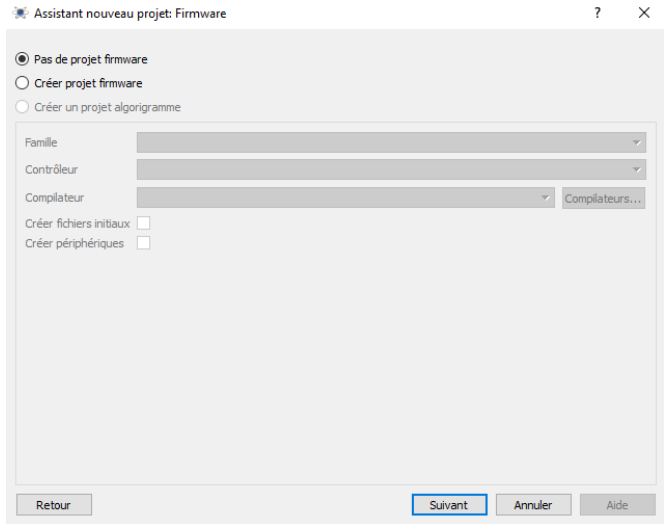 Assistant nouveau projet: Firmware
Pas de projet firmware
Créer projet firmware
Créer un projet algorigramme
Famille
Contrôleur
Compilateur
Compilateurs...
Créer fichiers initiaux
Créer périphériques
Retour
Suivant
Annuler
Aide